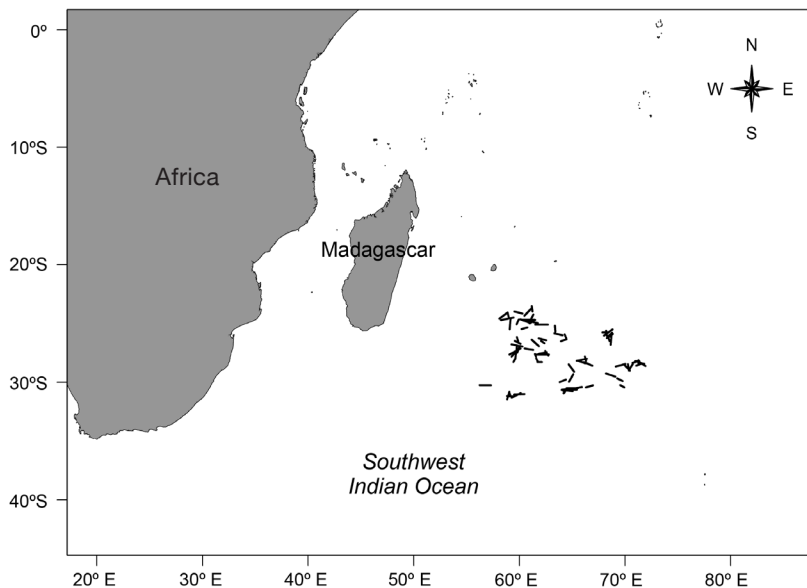 0º
N
W
E
S
10ºS
Africa
Madagascar
20ºS
30ºS
Southwest
Indian Ocean
40ºS
20º E
30º E
40º E
50º E
60º E
70º E
80º E